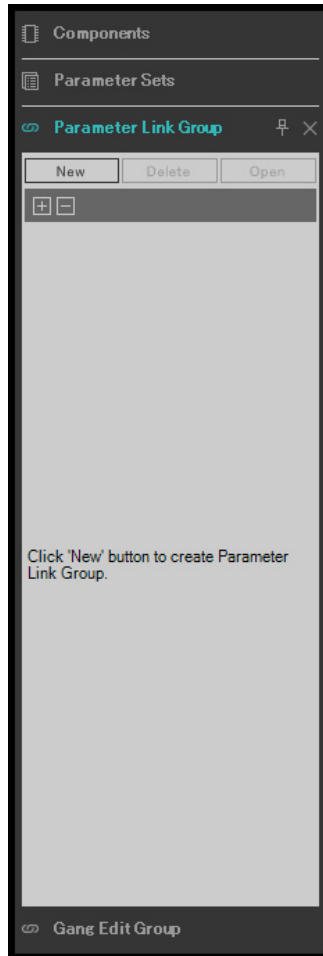 Components
Parameter Sets
Parameter Link Group
New
Delete
Open
Click 'New' button to create Parameter
Link Group.
Gang Edit Group